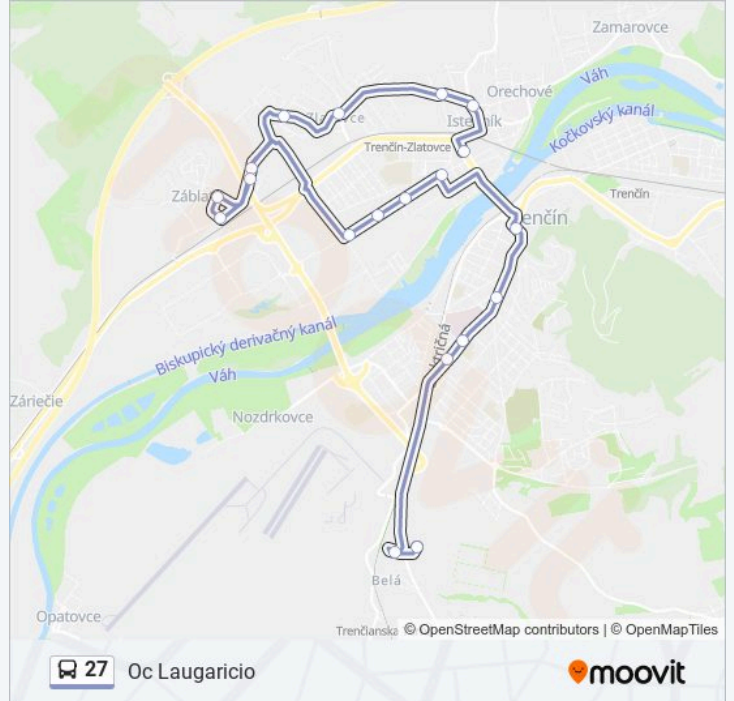 Zamarovce
Váh
Orechové
Kočkovský kanál
Zlatovce
Istebník
Trenčín-Zlatovce
Trenčín
Záblatie
Trenčín
Biskupický derivačný kanál
Váh
Záriečie
Nozdrkovce
Belá
Opatovce
Trenčianska
© OpenStreetMap contributors | © OpenMapTiles
27 Oc Laugaricio
moovit